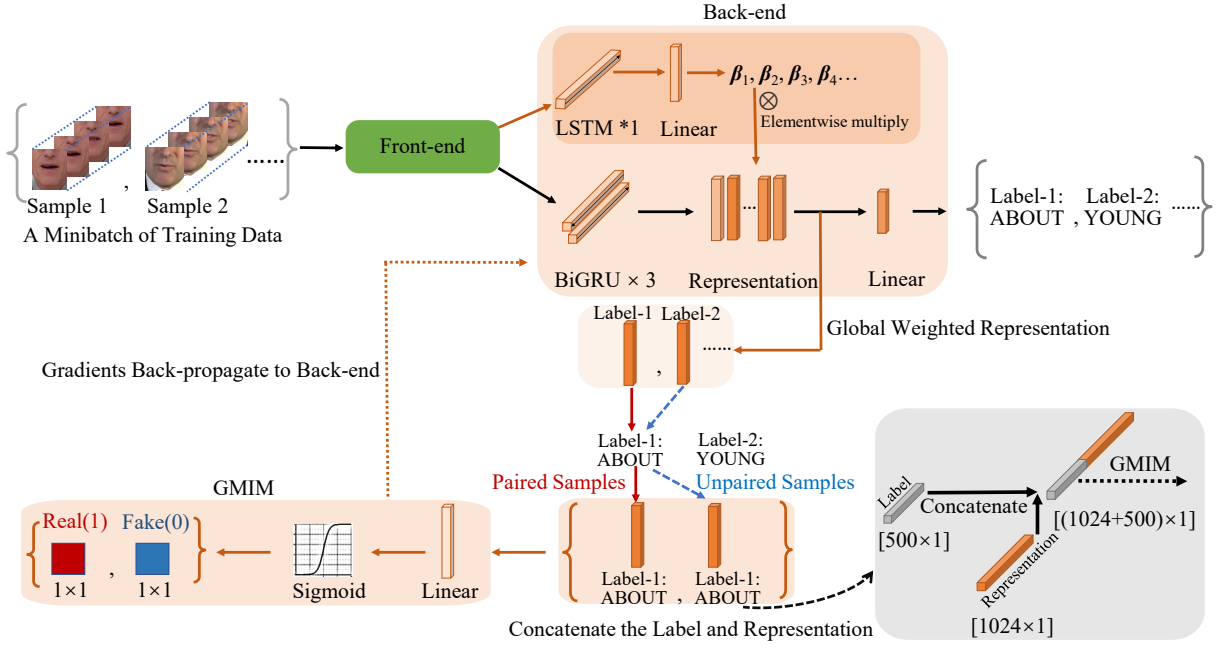 Back-end
β1, β2, β3, β4...
⊗
Elementwise multiply
LSTM *1
Linear
Front-end
......
,
Sample 1
Sample 2
A Minibatch of Training Data
...
BiGRU × 3
Representation
Linear
Label-1:
ABOUT
,
Label-2:
YOUNG
......
Global Weighted Representation
Label-1
Label-2
......
,
Gradients Back-propagate to Back-end
Label-1:
ABOUT
Label-2:
YOUNG
Paired Samples
Unpaired Samples
GMIM
Real(1)
Fake(0)
,
1×1
1×1
Sigmoid
Linear
Label-1:
ABOUT
,
Label-1:
ABOUT
Concatenate the Label and Representation
Label
[500×1]
Concatenate
GMIM
[(1024+500)×1]
Representation
[1024×1]